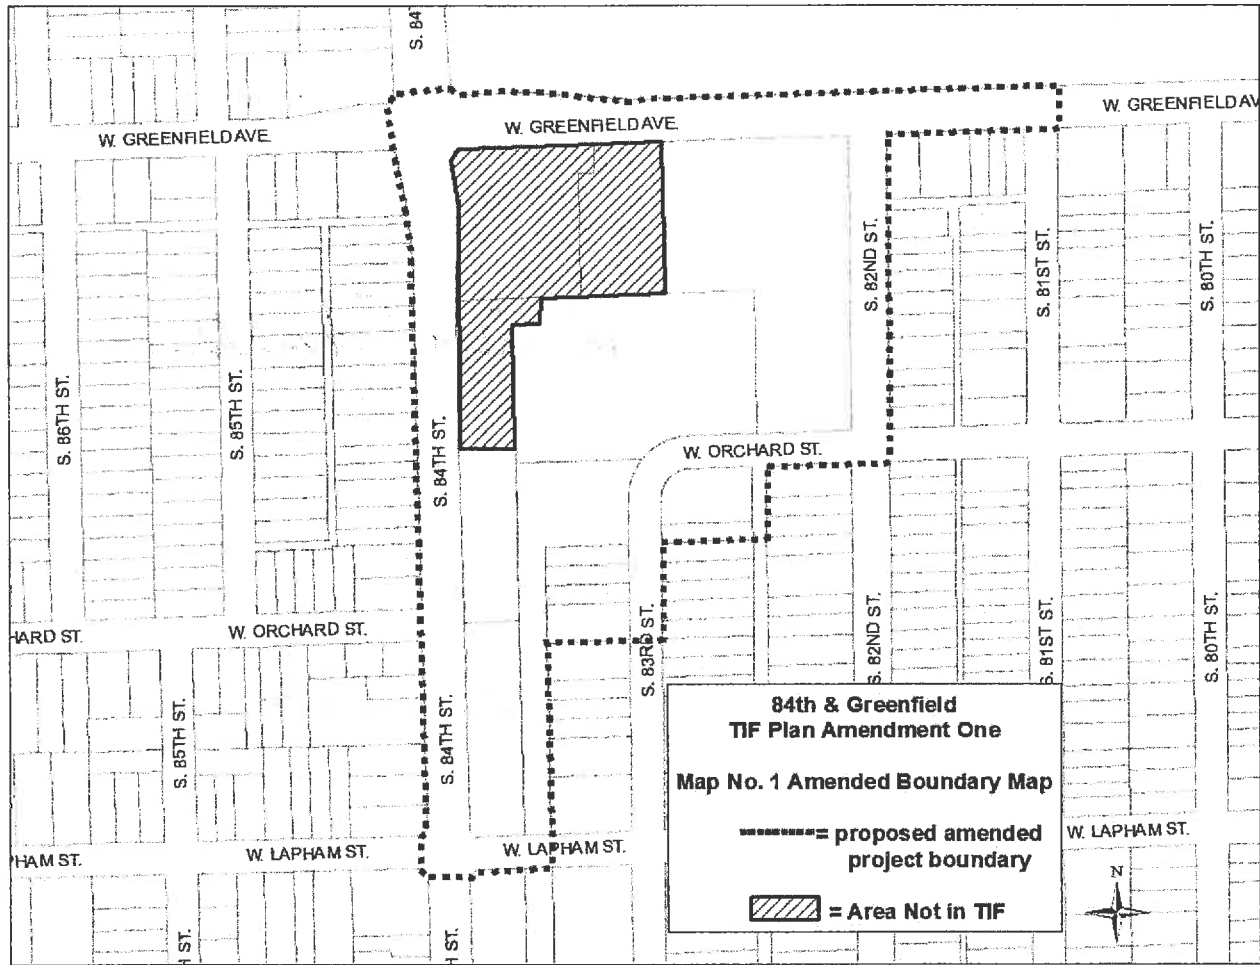 S. 84
W. GREENFIELD AVE.
W. GREENFIELD AVE.
W. GREENFIELD AV
S. 82ND ST.
S. 81ST ST.
S. 80TH ST.
S. 86TH ST.
S. 85TH ST.
S. 84TH ST.
W. ORCHARD ST.
HARD ST.
W. ORCHARD ST.
S. 83RD ST.
S. 82ND ST.
S. 81ST ST.
S. 80TH ST.
S. 85TH ST.
S. 84TH ST.
84th & Greenfield
TIF Plan Amendment One
Map No. 1 Amended Boundary Map
= proposed amended
project boundary
= Area Not in TIF
PHAM ST.
W. LAPHAM ST.
W. LAPHAM ST.
W. LAPHAM ST.
N
H ST.
TH ST.